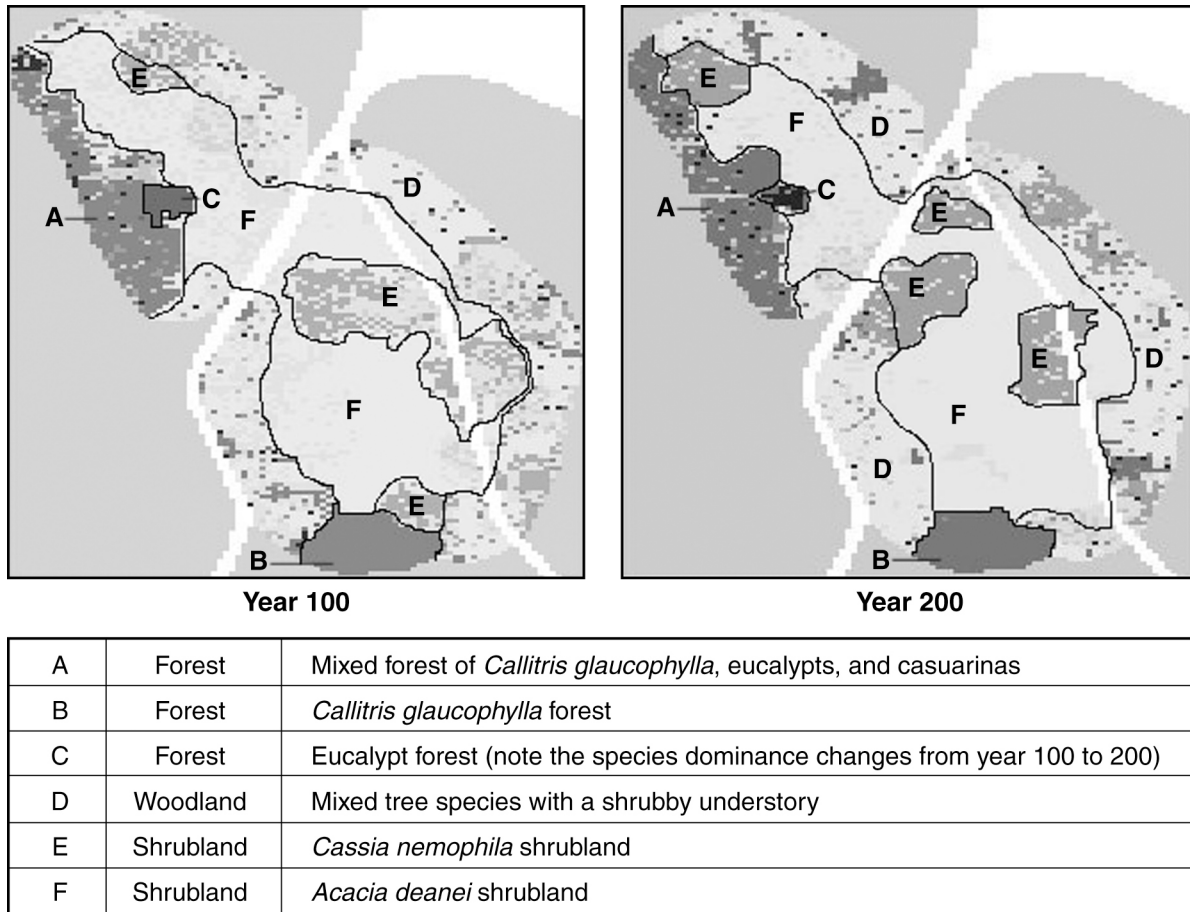 E
C
A
F
D
E
F
E
B
Year 100
E
F
D
C
A
E
E
E
D
F
D
B
Year 200
A Forest Mixed forest of Callitris glaucophylla, eucalypts, and casuarinas
B Forest Callitris glaucophylla forest
C Forest Eucalypt forest (note the species dominance changes from year 100 to 200)
D Woodland Mixed tree species with a shrubby understory
E Shrubland Cassia nemophila shrubland
F Shrubland Acacia deanei shrubland